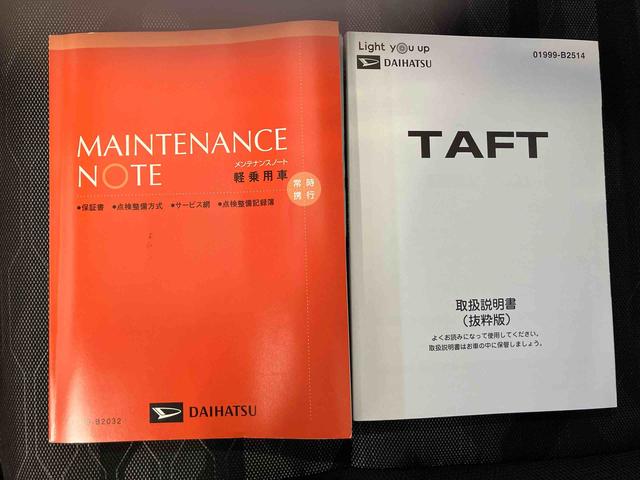 MAINTENANCE
NOTE
メンテナンスノート
軽乗用車
常時
携行
●保証書 ●点検整備方式 ●サービス網 ●点検整備記録簿
-B2032
DAIHATSU
Light you up
DAIHATSU
01999-B2514
TAFT
取扱説明書
(抜粋版)
よくお読みになって使用してください。
取扱説明書はお車の中に保管しましょう。